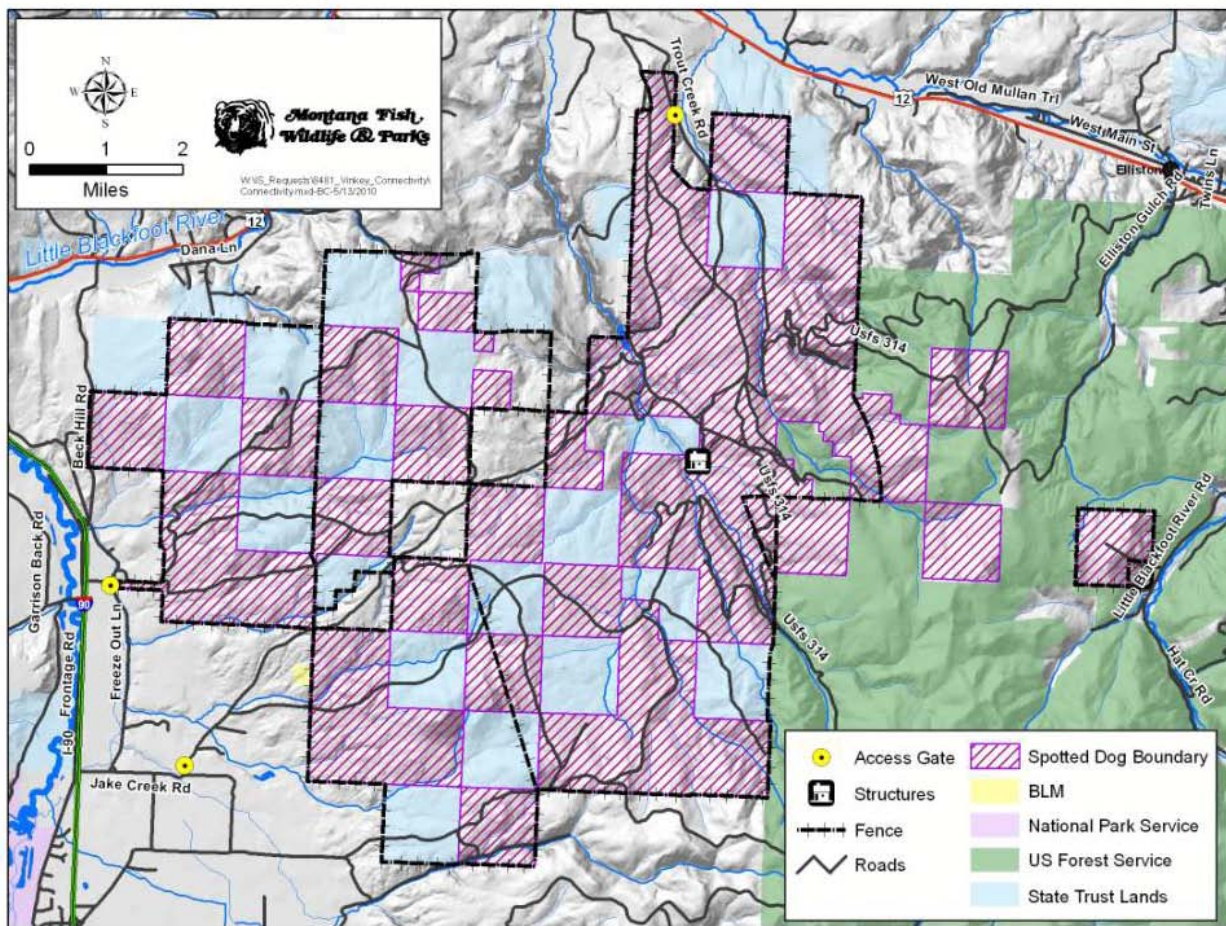 N
W E
S
0 1 2
Miles
Montana Fish
Wildlife & Parks
Connectivity.mxd-BC-5/13/2010
Trout Creek Rd
West Old Mullan Trl
12
West Main St
Elliston
Twins Ln
Elliston Gulch Rd
Little Blackfoot River
12
Dana Ln
Usfs 314
Beck Hill Rd
Garrison Back Rd
Usfs 314
Little Blackfoot River Rd
90
Freeze Out Ln
I-90
Frontage Rd
Usfs 314
Hat Cr Rd
Jake Creek Rd
Access Gate
Structures
Fence
Roads
Spotted Dog Boundary
BLM
National Park Service
US Forest Service
State Trust Lands